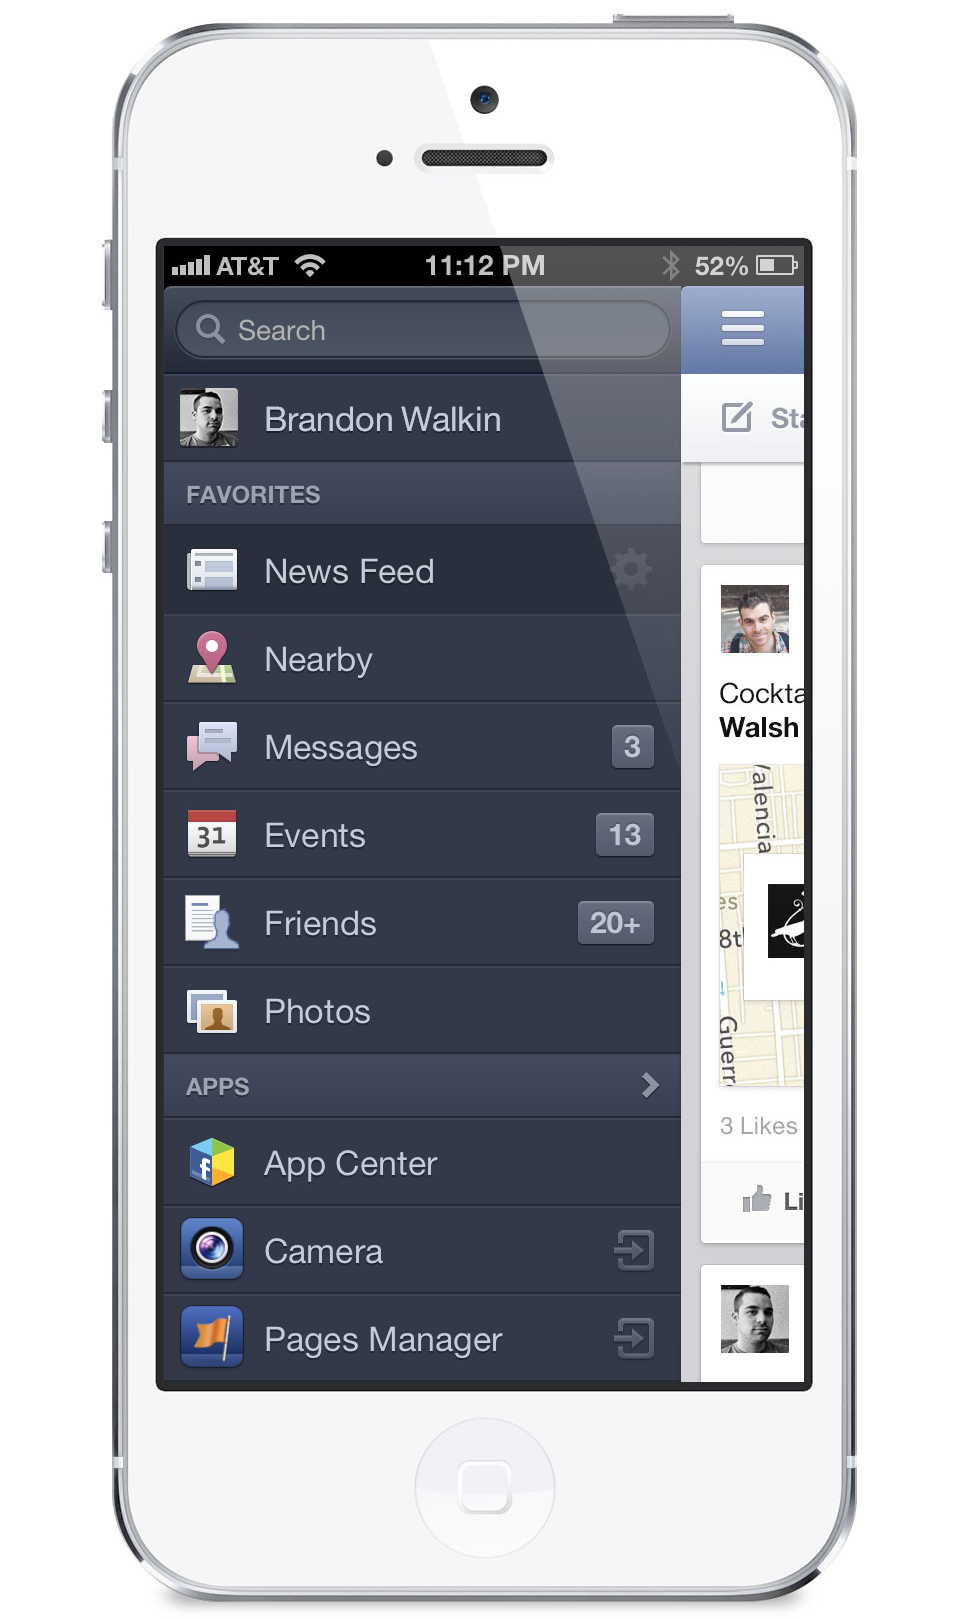 AT&T 11:12 PM 52%
Search
Brandon Walkin
FAVORITES
News Feed
Nearby
Messages 3
31
Events 13
Friends 20+
Photos
APPS
f
App Center
Camera
Pages Manager
Sta
Cockta
Walsh
Valencia
es
8t
Guerr
3 Likes
Li